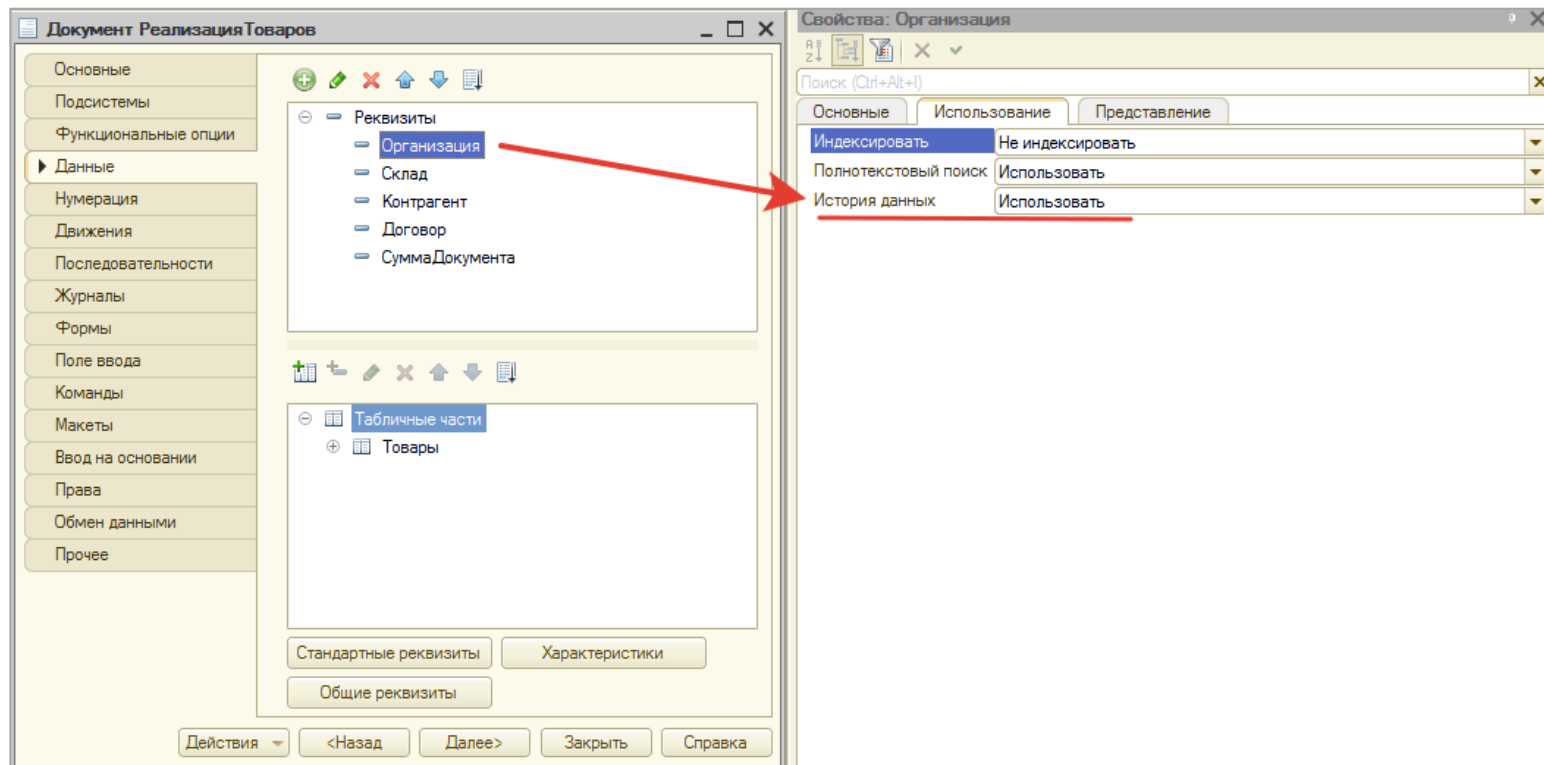 Документ РеализацияТоваров
Основные
Подсистемы
Функциональные опции
Данные
Нумерация
Движения
Последовательности
Журналы
Формы
Поле ввода
Команды
Макеты
Ввод на основании
Права
Обмен данными
Прочее
Реквизиты
Организация
Склад
Контрагент
Договор
СуммаДокумента
Табличные части
Товары
Стандартные реквизиты
Характеристики
Общие реквизиты
Действия
<Назад
Далее>
Закрыть
Справка
Свойства: Организация
Поиск (Ctrl+Alt+I)
Основные
Использование
Представление
Индексировать Не индексировать
Полнотекстовый поиск Использовать
История данных Использовать